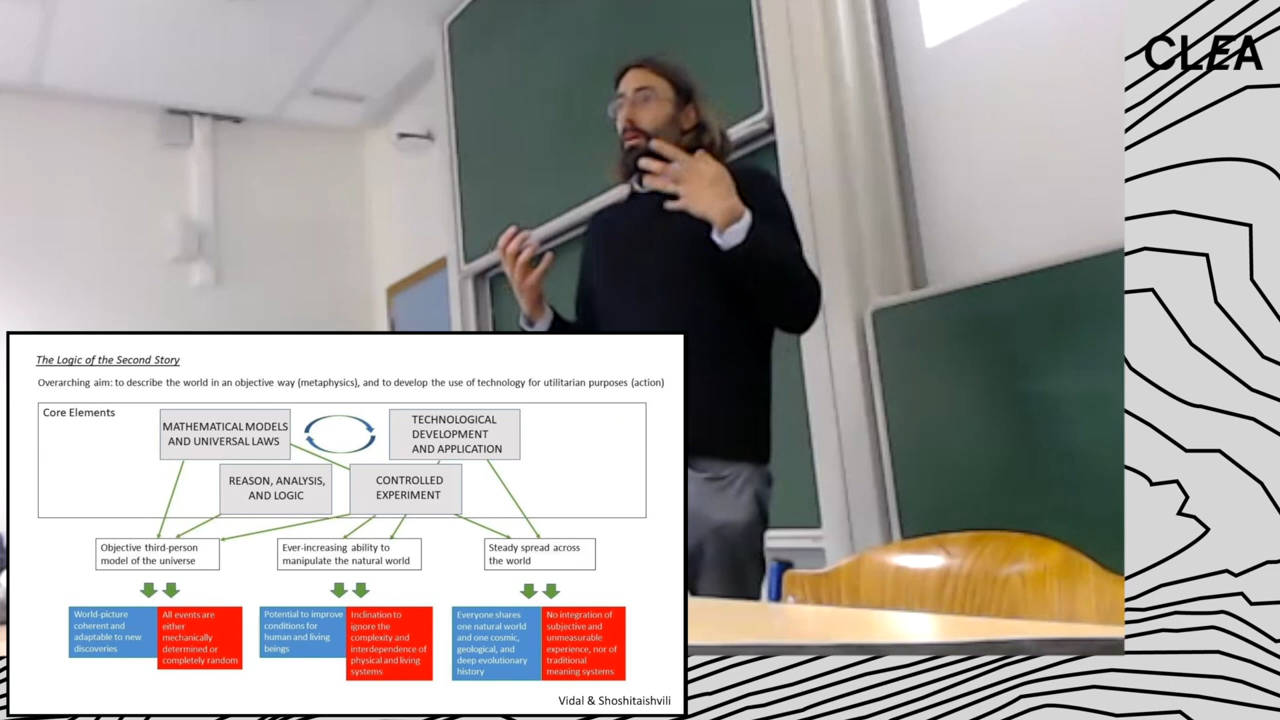 CLEA
The Logic of the Second Story
Overarching aim: to describe the world in an objective way (metaphysics), and to develop the use of technology for utilitarian purposes (action)
Core Elements
MATHEMATICAL MODELS
AND UNIVERSAL LAWS
TECHNOLOGICAL
DEVELOPMENT
AND APPLICATION
REASON, ANALYSIS,
AND LOGIC
CONTROLLED
EXPERIMENT
Objective third-person
model of the universe
Ever-increasing ability to
manipulate the natural world
Steady spread across
the world
World-picture
coherent and
adaptable to new
discoveries
All events are
either
mechanically
determined or
completely random
Potential to improve
conditions for
human and living
beings
Inclination to
ignore the
complexity and
interdependence of
physical and living
systems
Everyone shares
one natural world
and one cosmic,
geological, and
deep evolutionary
history
No integration of
subjective and
unmeasurable
experience, nor of
traditional
meaning systems
Vidal & Shoshitaishvili